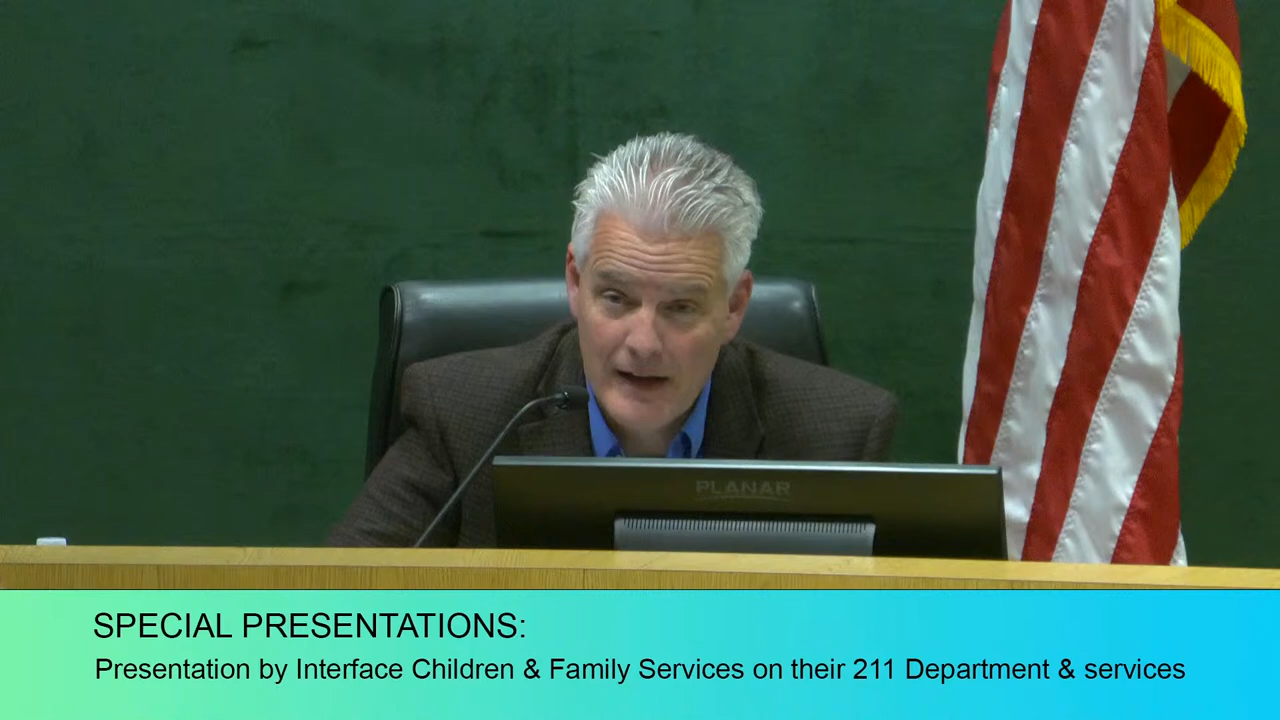 PLANAR
SPECIAL PRESENTATIONS:
Presentation by Interface Children & Family Services on their 211 Department & services